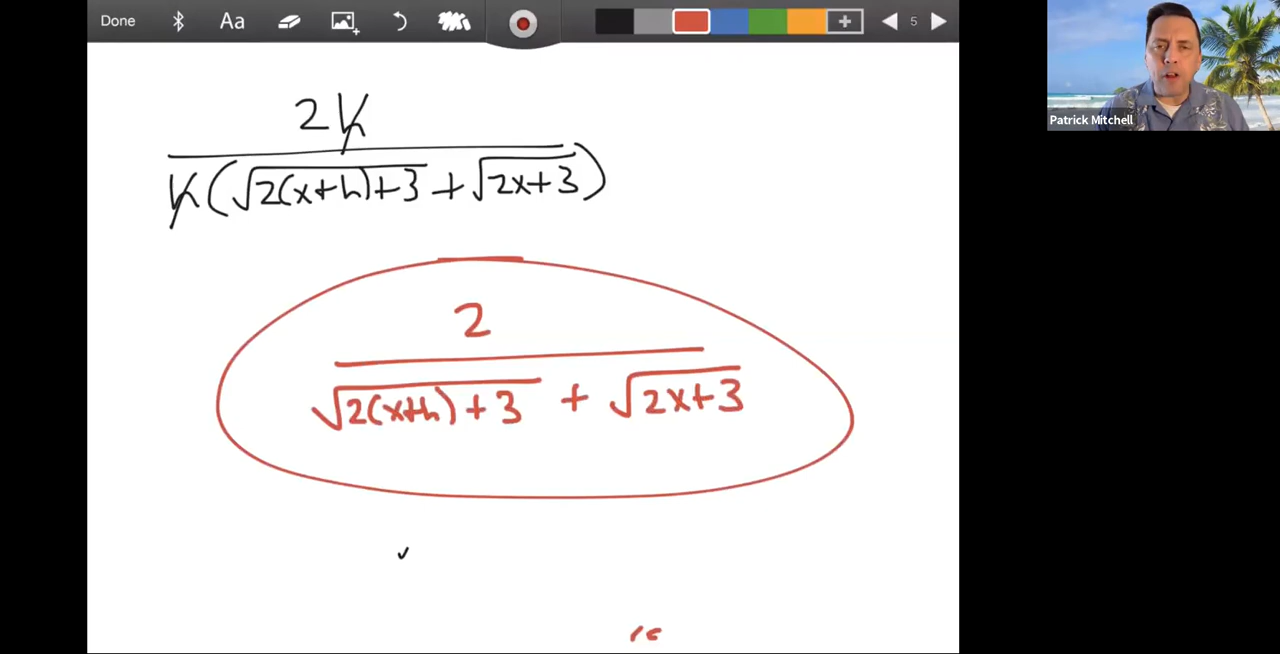 Done Aa 5
Patrick Mitchell
2h
h(√2(x+h)+3 + √2x+3)
2
√2(x+h)+3 + √2x+3